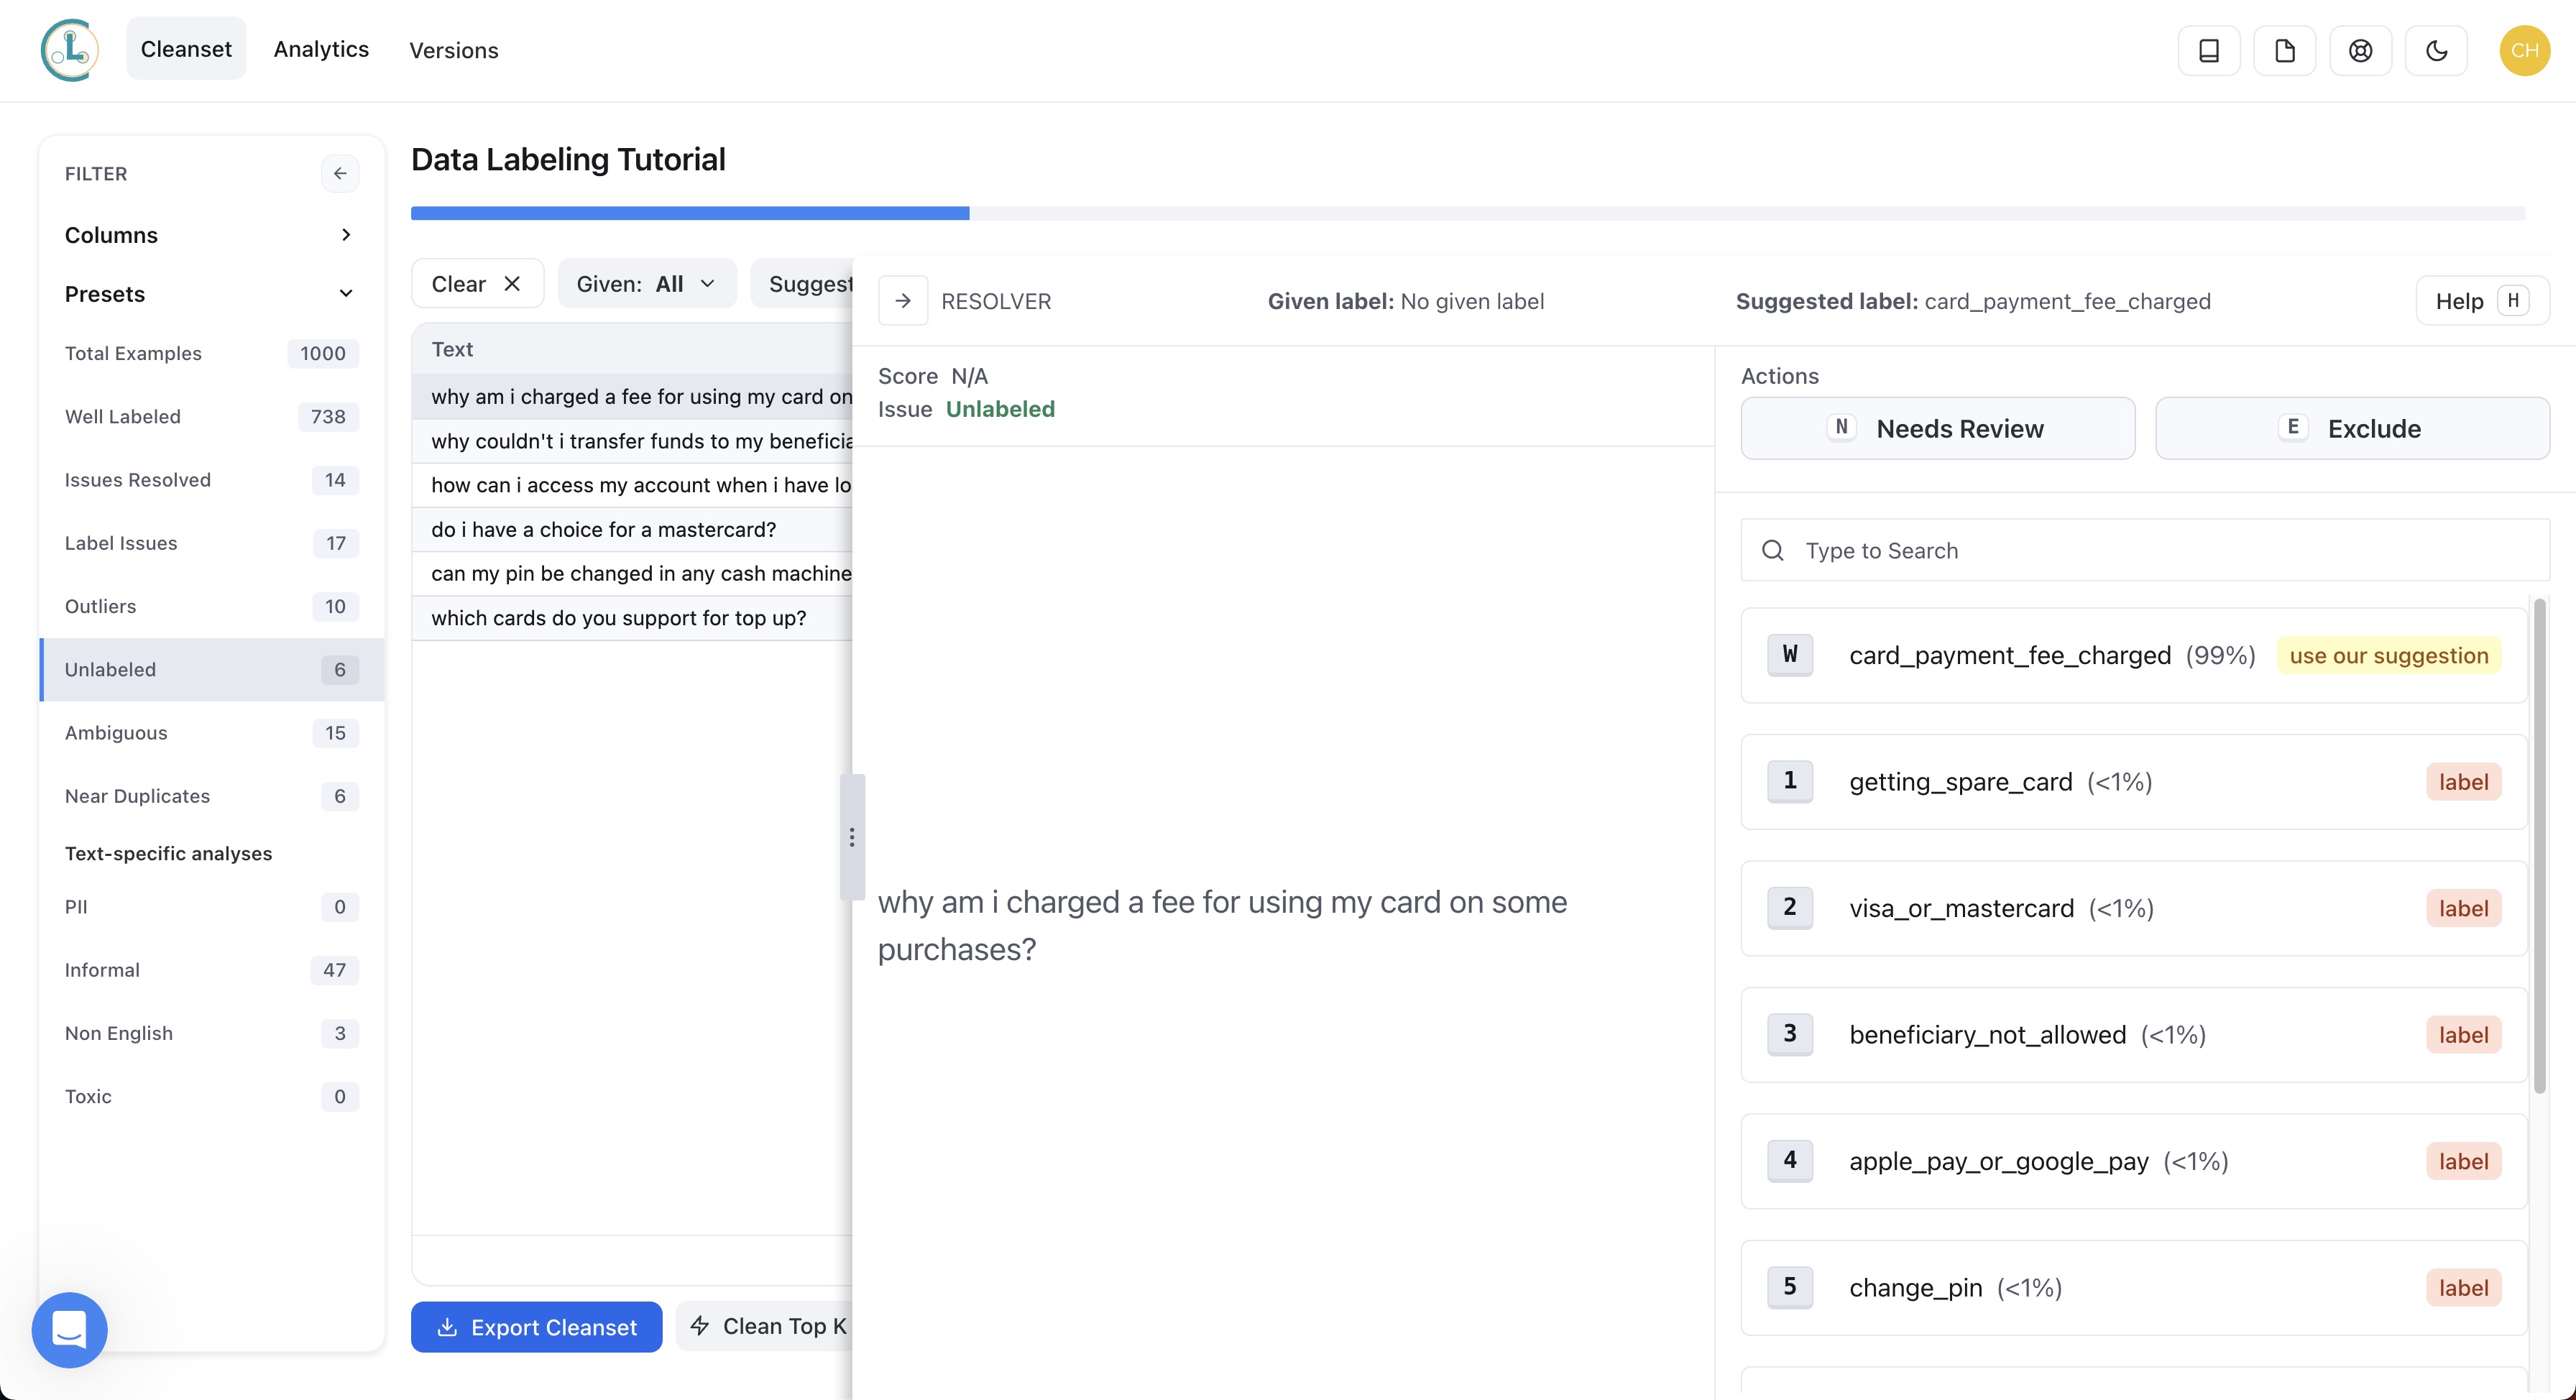 L
Cleanset
Analytics
Versions
CH
FILTER
Columns
Presets
Total Examples 1000
Well Labeled 738
Issues Resolved 14
Label Issues 17
Outliers 10
Unlabeled 6
Ambiguous 15
Near Duplicates 6
Text-specific analyses
PII 0
Informal 47
Non English 3
Toxic 0
Data Labeling Tutorial
Clear
Given: All
Suggest
Text
why am i charged a fee for using my card on
why couldn't i transfer funds to my beneficia
how can i access my account when i have lo
do i have a choice for a mastercard?
can my pin be changed in any cash machine
which cards do you support for top up?
Export Cleanset
Clean Top K
RESOLVER
Given label: No given label
Suggested label: card_payment_fee_charged
Help H
Score N/A
Issue Unlabeled
why am i charged a fee for using my card on some
purchases?
Actions
N Needs Review
E Exclude
Type to Search
W card_payment_fee_charged (99%) use our suggestion
1 getting_spare_card (<1%) label
2 visa_or_mastercard (<1%) label
3 beneficiary_not_allowed (<1%) label
4 apple_pay_or_google_pay (<1%) label
5 change_pin (<1%) label